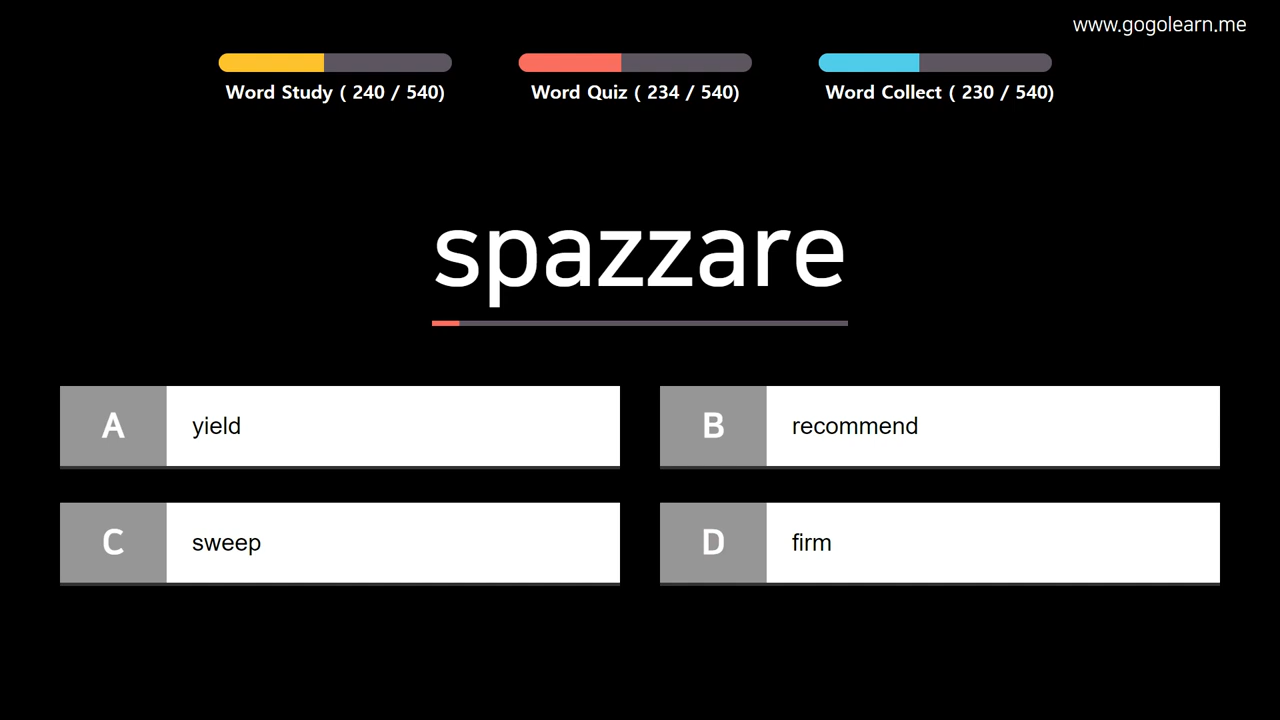 www.gogolearn.me
Word Study ( 240 / 540)
Word Quiz ( 234 / 540)
Word Collect ( 230 / 540)
spazzare
A yield
B recommend
C sweep
D firm